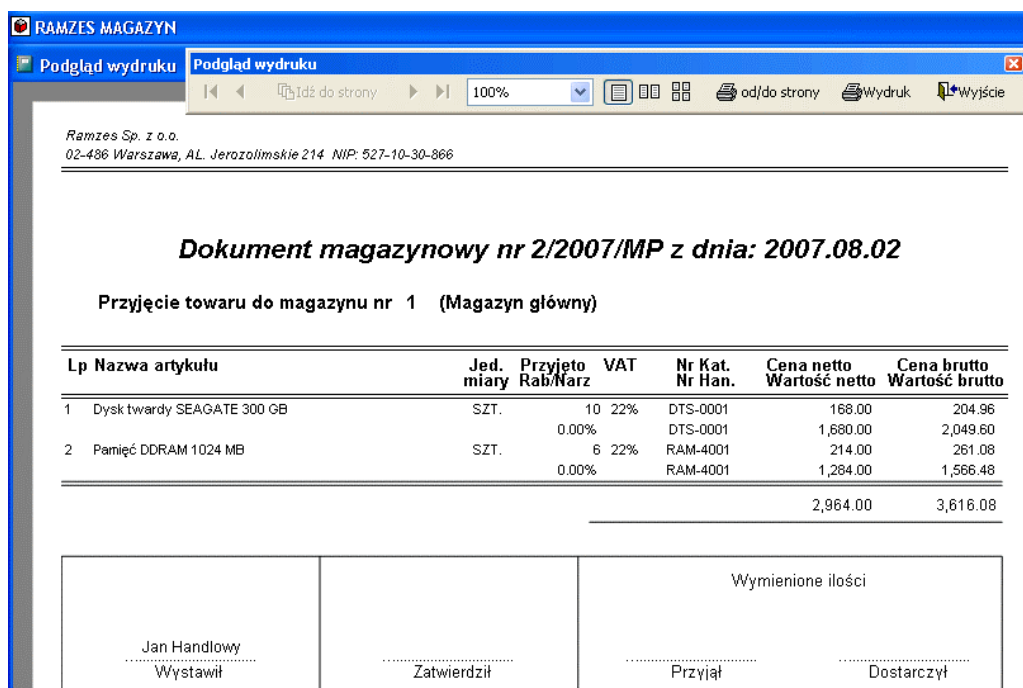 RAMZES MAGAZYN
Podgląd wydruku
Podgląd wydruku
Idź do strony 100% od/do strony Wydruk Wyjście
Ramzes Sp. z o.o.
02-486 Warszawa, AL. Jerozolimskie 214 NIP: 527-10-30-866
Dokument magazynowy nr 2/2007/MP z dnia: 2007.08.02
Przyjęcie towaru do magazynu nr 1 (Magazyn główny)
Lp Nazwa artykułu Jed. Przyjęto VAT Nr Kat. Cena netto Cena brutto
miary Rab/Narz Nr Han. Wartość netto Wartość brutto
1 Dysk twardy SEAGATE 300 GB SZT. 10 22% DTS-0001 168.00 204.96
0.00% DTS-0001 1,680.00 2,049.60
2 Pamięć DDRAM 1024 MB SZT. 6 22% RAM-4001 214.00 261.08
0.00% RAM-4001 1,284.00 1,566.48
2,964.00 3,616.08
Wymienione ilości
Jan Handlowy
Wystawił Zatwierdził Przyjął Dostarczył